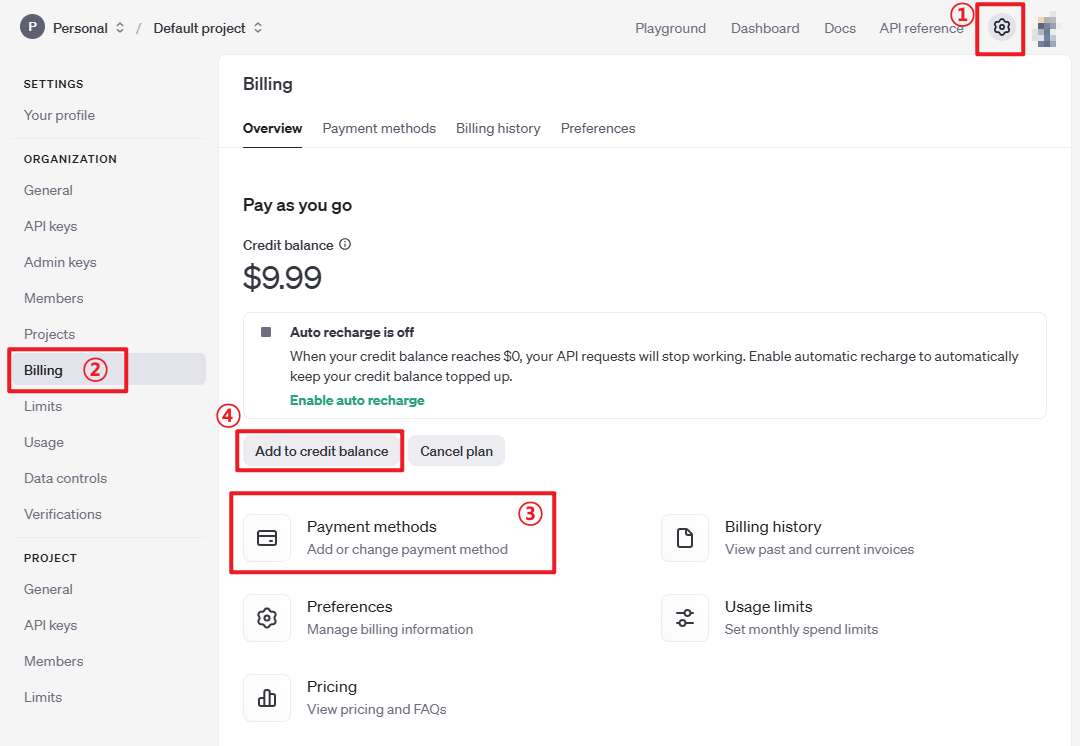 P Personal / Default project
Playground Dashboard Docs API reference ①
SETTINGS
Your profile
ORGANIZATION
General
API keys
Admin keys
Members
Projects
Billing ②
Limits
Usage
Data controls
Verifications
PROJECT
General
API keys
Members
Limits
Billing
Overview Payment methods Billing history Preferences
Pay as you go
Credit balance
$9.99
Auto recharge is off
When your credit balance reaches $0, your API requests will stop working. Enable automatic recharge to automatically
keep your credit balance topped up.
Enable auto recharge
④
Add to credit balance Cancel plan
Payment methods ③
Add or change payment method
Billing history
View past and current invoices
Preferences
Manage billing information
Usage limits
Set monthly spend limits
Pricing
View pricing and FAQs